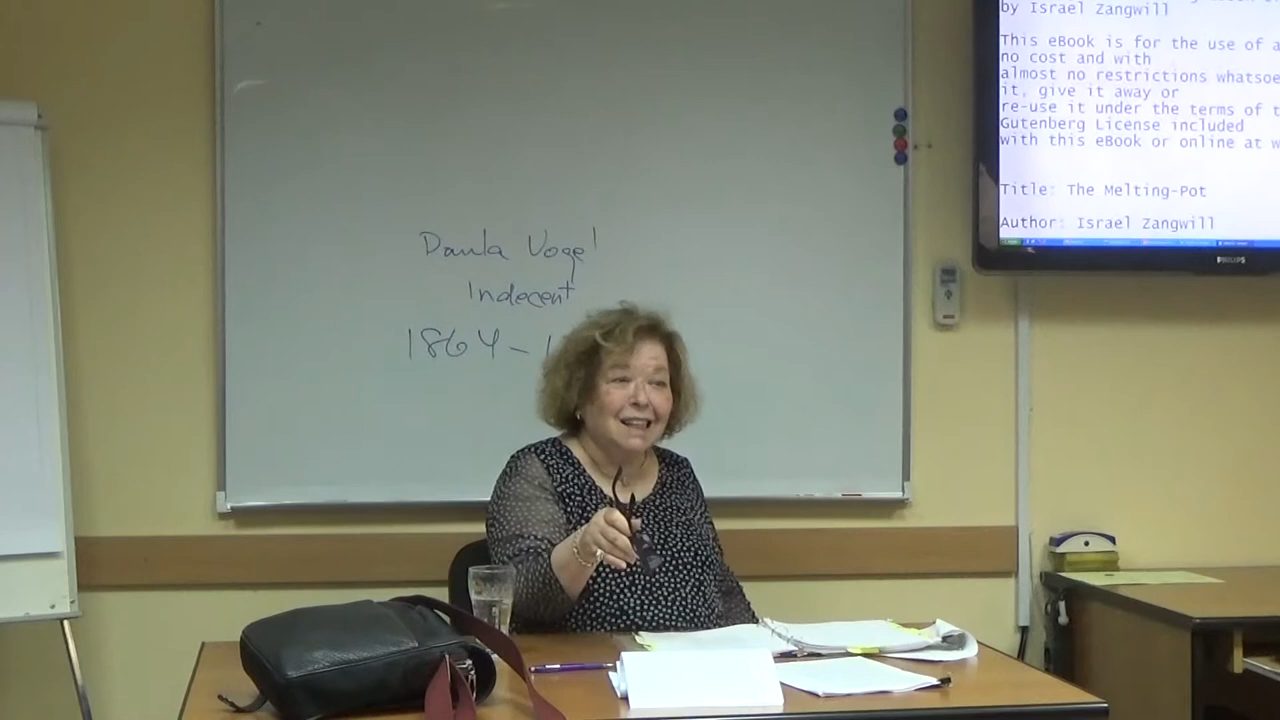 Paula Vogel
Indecent
1864 – 1
by Israel Zangwill
This eBook is for the use of a
no cost and with
almost no restrictions whatsoe
it, give it away or
re-use it under the terms of t
Gutenberg License included
with this eBook or online at w
Title: The Melting-Pot
Author: Israel Zangwill
PHILIPS